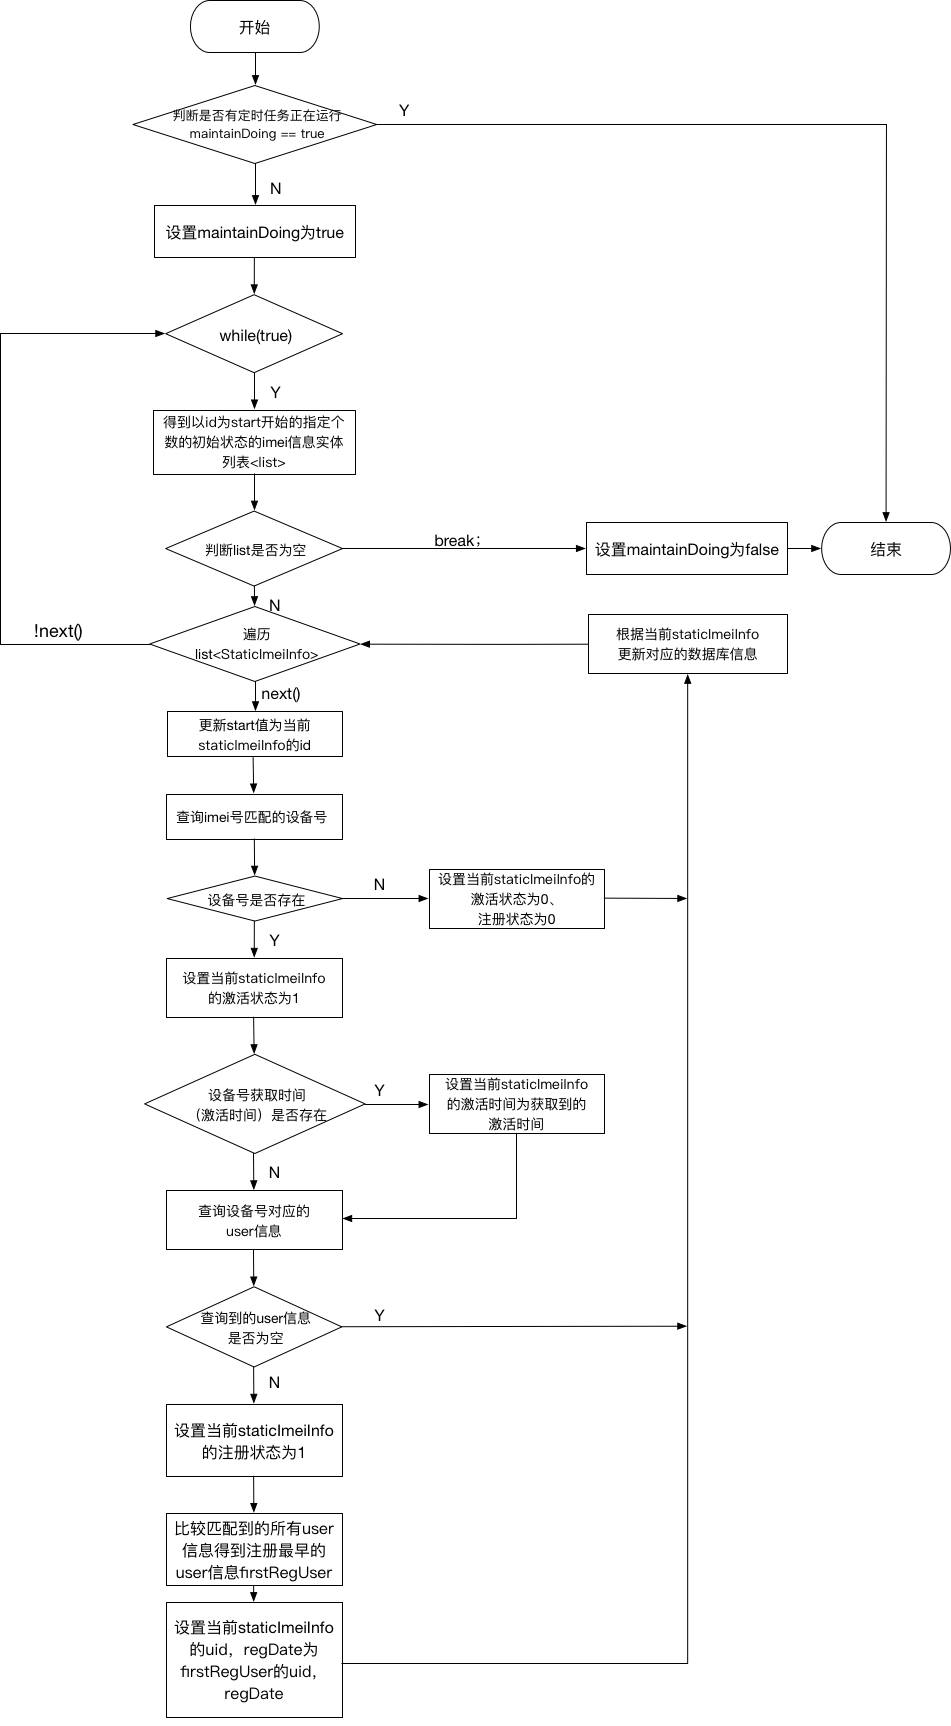 开始
判断是否有定时任务正在运行
maintainDoing == true
Y
N
设置maintainDoing为true
while(true)
Y
得到以id为start开始的指定个
数的初始状态的imei信息实体
列表<list>
判断list是否为空
break；
设置maintainDoing为false
结束
N
遍历
list<StaticImeiInfo>
!next()
根据当前staticImeiInfo
更新对应的数据库信息
next()
更新start值为当前
staticImeiInfo的id
查询imei号匹配的设备号
设备号是否存在
N
设置当前staticImeiInfo的
激活状态为0、
注册状态为0
Y
设置当前staticImeiInfo
的激活状态为1
设备号获取时间
（激活时间）是否存在
Y
设置当前staticImeiInfo
的激活时间为获取到的
激活时间
N
查询设备号对应的
user信息
查询到的user信息
是否为空
Y
N
设置当前staticImeiInfo
的注册状态为1
比较匹配到的所有user
信息得到注册最早的
user信息firstRegUser
设置当前staticImeiInfo
的uid，regDate为
firstRegUser的uid，
regDate